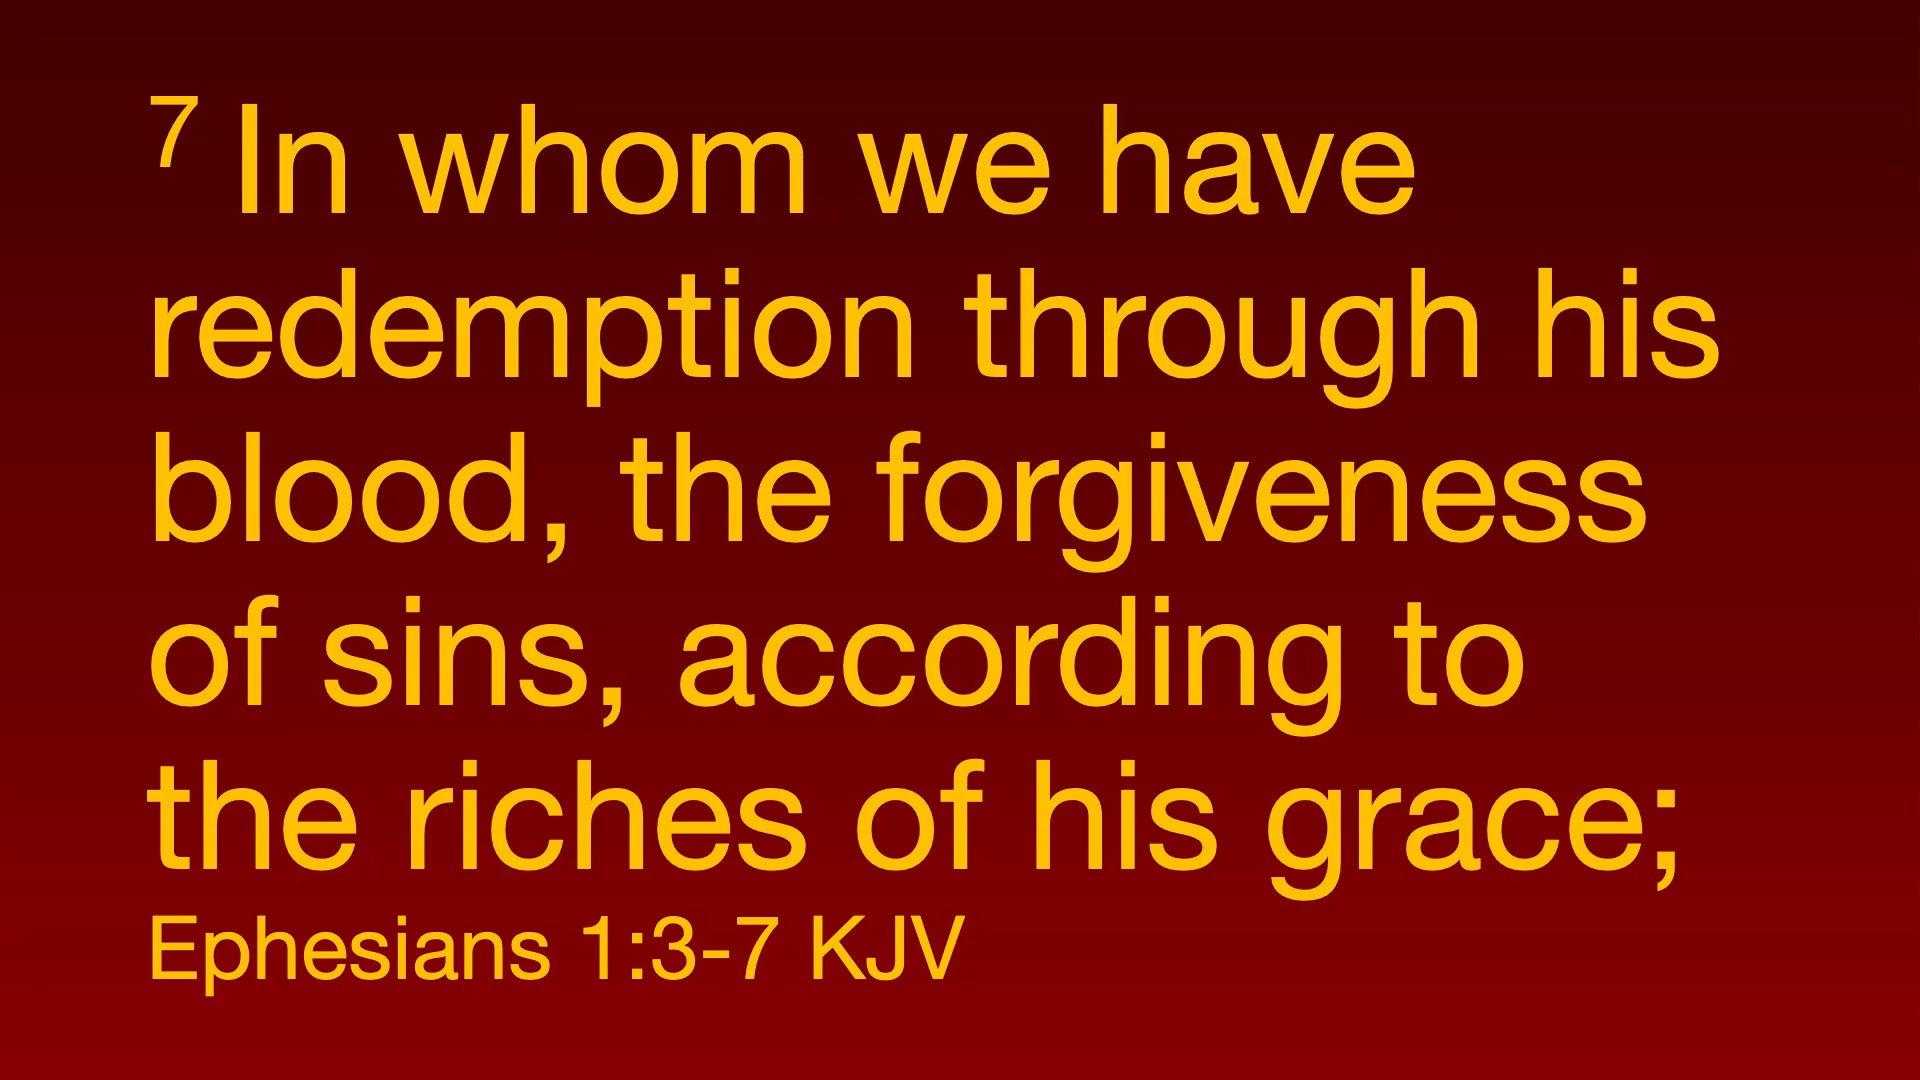 7 In whom we have
redemption through his
blood, the forgiveness
of sins, according to
the riches of his grace;
Ephesians 1:3-7 KJV